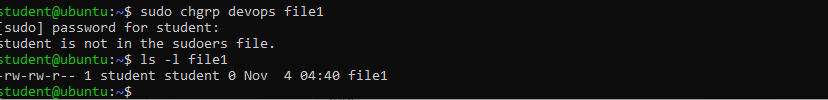 student@ubuntu:~$ sudo chgrp devops file1
[sudo] password for student:
student is not in the sudoers file.
student@ubuntu:~$ ls -l file1
-rw-rw-r-- 1 student student 0 Nov  4 04:40 file1
student@ubuntu:~$